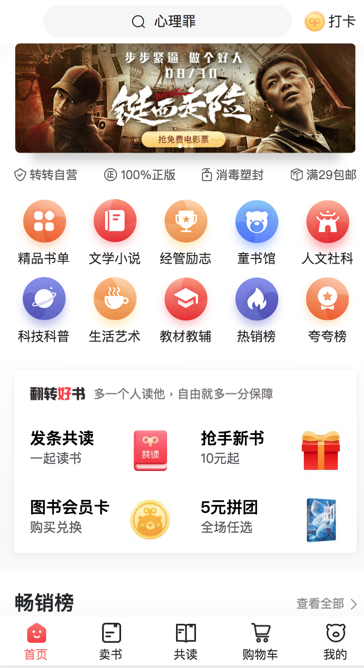 心理罪
打卡
步步紧逼 做个好人
08/30
铤而走险
抢免费电影票
转转自营
正 100%正版
消毒塑封
满29包邮
精品书单
文学小说
经管励志
童书馆
人文社科
科技科普
生活艺术
教材教辅
热销榜
夸夸榜
翻转好书 多一个人读他，自由就多一分保障
发条共读
一起读书
共读
抢手新书
10元起
图书会员卡
购买兑换
5元拼团
全场任选
畅销榜
查看全部
首页
卖书
共读
购物车
我的